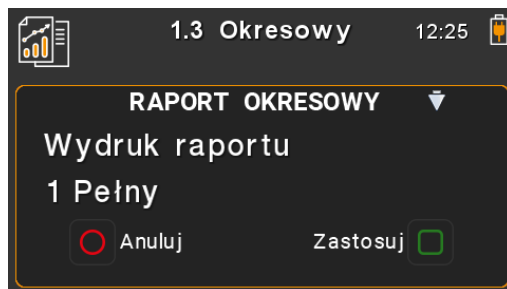 1.3 Okresowy 12:25
RAPORT OKRESOWY
Wydruk raportu
1 Pełny
Anuluj Zastosuj